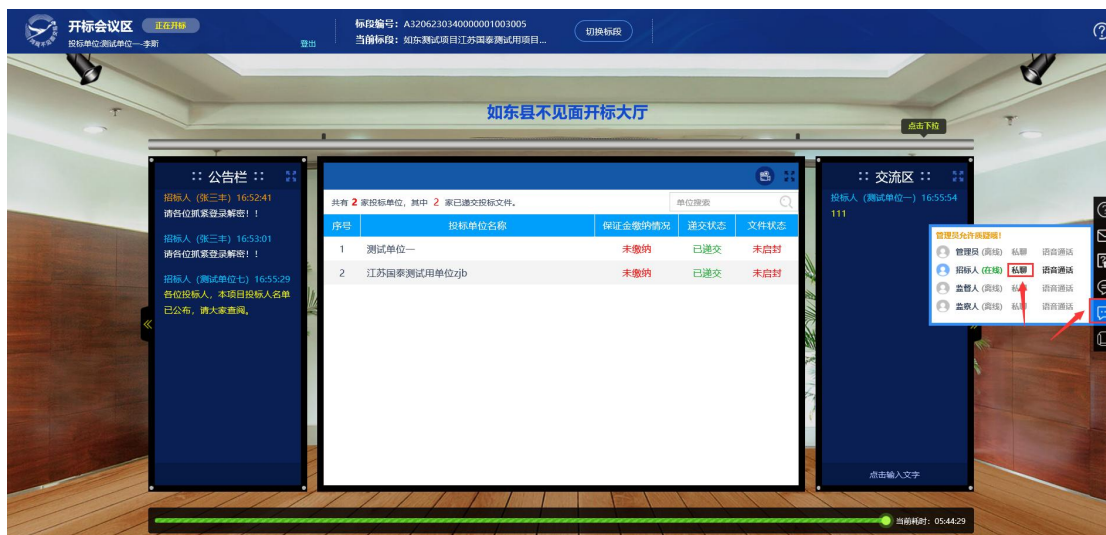 开标会议区 正在开标
投标单位:测试单位一-李斯 登出
标段编号：A3206230340000001003005
当前标段：如东测试项目江苏国泰测试用项目...
切换标段
如东县不见面开标大厅
点击下拉
:: 公告栏 ::
招标人（张三丰）16:52:41
请各位抓紧登录解密！！
招标人（张三丰）16:53:01
请各位抓紧登录解密！！
招标人（测试单位七）16:55:29
各位投标人，本项目投标人名单
已公布，请大家查阅。
共有 2 家投标单位，其中 2 家已递交投标文件。 单位搜索
序号 投标单位名称 保证金缴纳情况 递交状态 文件状态
1 测试单位一 未缴纳 已递交 未启封
2 江苏国泰测试用单位zjb 未缴纳 已递交 未启封
:: 交流区 ::
投标人（测试单位一）16:55:54
111
管理员允许质疑哦！
管理员 (离线) 私聊 语音通话
招标人 (在线) 私聊 语音通话
监督人 (离线) 私聊 语音通话
监察人 (离线) 私聊 语音通话
点击输入文字
当前耗时：05:44:29